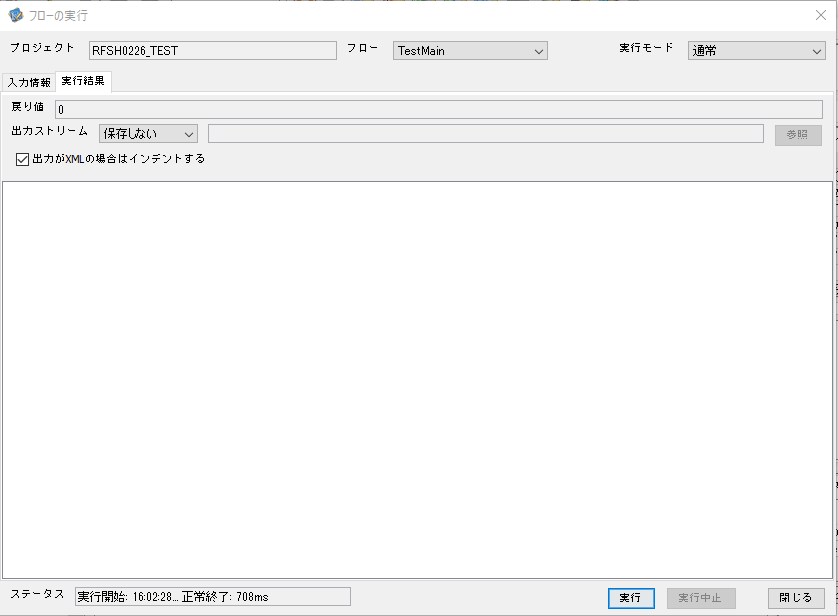 フローの実行
プロジェクト RFSH0226_TEST フロー TestMain 実行モード 通常
入力情報 実行結果
戻り値 0
出力ストリーム 保存しない 参照
出力がXMLの場合はインデントする
ステータス 実行開始: 16:02:28... 正常終了: 708ms 実行 実行中止 閉じる